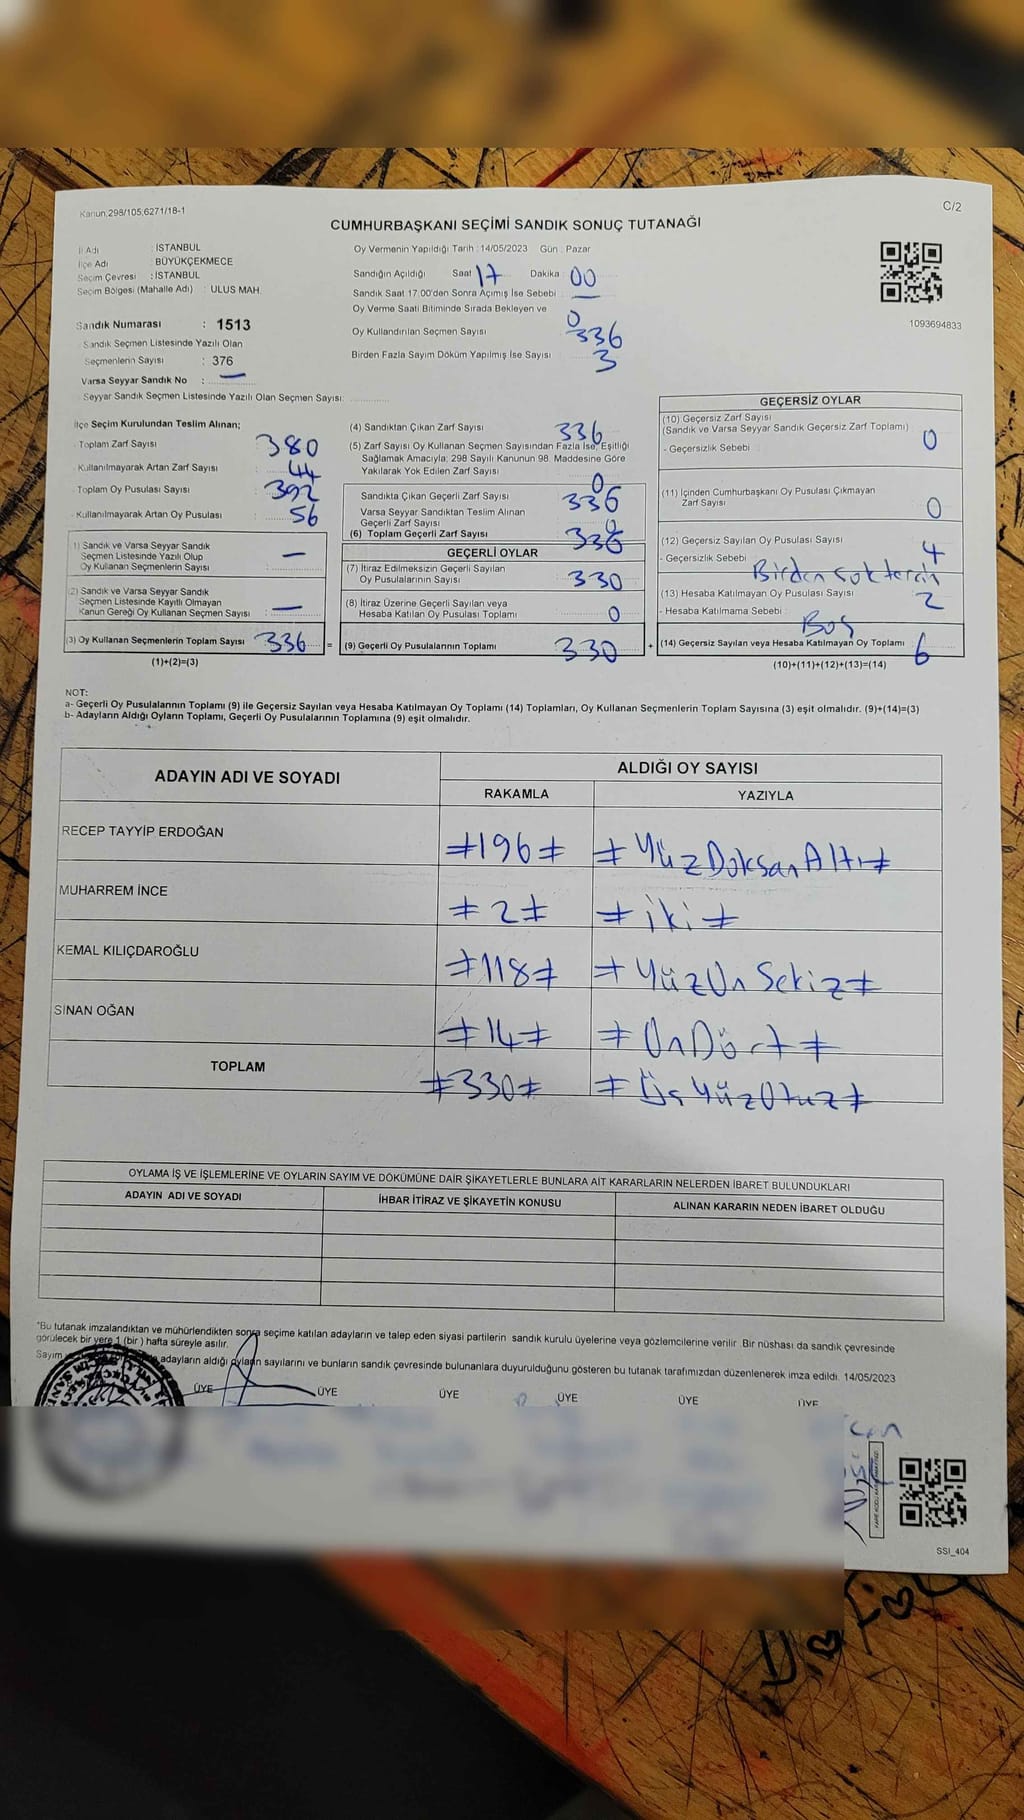 Kanun,298/105,6271/18-1
C/2
CUMHURBAŞKANI SEÇİMİ SANDIK SONUÇ TUTANAĞI
İl Adı : İSTANBUL
İlçe Adı : BÜYÜKÇEKMECE
Seçim Çevresi : İSTANBUL
Seçim Bölgesi (Mahalle Adı) : ULUS MAH.
Sandık Numarası : 1513
Sandık Seçmen Listesinde Yazılı Olan
Seçmenlerin Sayısı : 376
Varsa Seyyar Sandık No : —
Seyyar Sandık Seçmen Listesinde Yazılı Olan Seçmen Sayısı:
Oy Vermenin Yapıldığı Tarih : 14/05/2023 Gün : Pazar
Sandığın Açıldığı Saat 17 Dakika : 00
Sandık Saat 17.00'den Sonra Açımış İse Sebebi : —
Oy Verme Saati Bitiminde Sırada Bekleyen ve
Oy Kullandırılan Seçmen Sayısı 0
336
Birden Fazla Sayım Döküm Yapılmış İse Sayısı 3
1093694833
İlçe Seçim Kurulundan Teslim Alınan;
Toplam Zarf Sayısı : 380
Kullanılmayarak Artan Zarf Sayısı : 44
Toplam Oy Pusulası Sayısı : 392
Kullanılmayarak Artan Oy Pusulası : 56
1) Sandık ve Varsa Seyyar Sandık
Seçmen Listesinde Yazılı Olup
Oy Kullanan Seçmenlerin Sayısı : —
(2) Sandık ve Varsa Seyyar Sandık
Seçmen Listesinde Kayıtlı Olmayan
Kanun Gereği Oy Kullanan Seçmen Sayısı : —
(3) Oy Kullanan Seçmenlerin Toplam Sayısı 336 =
(1)+(2)=(3)
(4) Sandıktan Çıkan Zarf Sayısı 336
(5) Zarf Sayısı Oy Kullanan Seçmen Sayısından Fazla İse, Eşitliği
Sağlamak Amacıyla; 298 Sayılı Kanunun 98. Maddesine Göre
Yakılarak Yok Edilen Zarf Sayısı 0
Sandıkta Çıkan Geçerli Zarf Sayısı 336
Varsa Seyyar Sandıktan Teslim Alınan
Geçerli Zarf Sayısı 0
(6) Toplam Geçerli Zarf Sayısı 336
GEÇERLİ OYLAR
(7) İtiraz Edilmeksizin Geçerli Sayılan
Oy Pusulalarının Sayısı 330
(8) İtiraz Üzerine Geçerli Sayılan veya
Hesaba Katılan Oy Pusulası Toplamı 0
(9) Geçerli Oy Pusulalarının Toplamı 330 +
GEÇERSİZ OYLAR
(10) Geçersiz Zarf Sayısı
(Sandık ve Varsa Seyyar Sandık Geçersiz Zarf Toplamı) 0
- Geçersizlik Sebebi
(11) İçinden Cumhurbaşkanı Oy Pusulası Çıkmayan
Zarf Sayısı 0
(12) Geçersiz Sayılan Oy Pusulası Sayısı 4
- Geçersizlik Sebebi Birden çok tercih
(13) Hesaba Katılmayan Oy Pusulası Sayısı 2
- Hesaba Katılmama Sebebi : Boş
(14) Geçersiz Sayılan veya Hesaba Katılmayan Oy Toplamı 6
(10)+(11)+(12)+(13)=(14)
NOT:
a- Geçerli Oy Pusulalarının Toplamı (9) ile Geçersiz Sayılan veya Hesaba Katılmayan Oy Toplamı (14) Toplamları, Oy Kullanan Seçmenlerin Toplam Sayısına (3) eşit olmalıdır. (9)+(14)=(3)
b- Adayların Aldığı Oyların Toplamı, Geçerli Oy Pusulalarının Toplamına (9) eşit olmalıdır.
ADAYIN ADI VE SOYADI ALDIĞI OY SAYISI
RAKAMLA YAZIYLA
RECEP TAYYİP ERDOĞAN ≠196≠ ≠YüzDoksanAltı≠
MUHARREM İNCE ≠2≠ ≠iki≠
KEMAL KILIÇDAROĞLU ≠118≠ ≠YüzOnSekiz≠
SİNAN OĞAN ≠14≠ ≠OnDört≠
TOPLAM ≠330≠ ≠ÜçYüzOtuz≠
OYLAMA İŞ VE İŞLEMLERİNE VE OYLARIN SAYIM VE DÖKÜMÜNE DAİR ŞİKAYETLERLE BUNLARA AİT KARARLARIN NELERDEN İBARET BULUNDUKLARI
ADAYIN ADI VE SOYADI İHBAR İTİRAZ VE ŞİKAYETİN KONUSU ALINAN KARARIN NEDEN İBARET OLDUĞU
"Bu tutanak imzalandıktan ve mühürlendikten sonra seçime katılan adayların ve talep eden siyasi partilerin sandık kurulu üyelerine veya gözlemcilerine verilir. Bir nüshası da sandık çevresinde
görülecek bir yere 1 (bir) hafta süreyle asılır.
Sayım adayların aldığı oyların sayılarını ve bunların sandık çevresinde bulunanlara duyurulduğunu gösteren bu tutanak tarafımızdan düzenlenerek imza edildi. 14/05/2023
ÜYE ÜYE ÜYE ÜYE ÜYE ÜYE
SSI_404